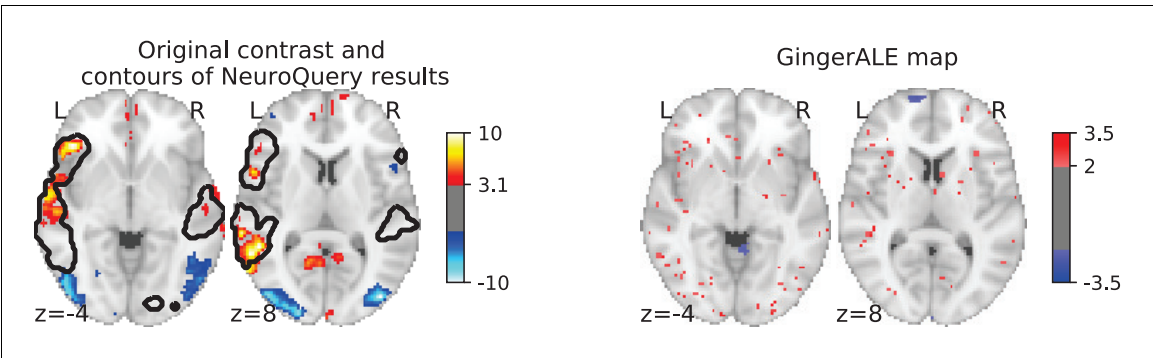 Original contrast and
contours of NeuroQuery results
L
R
L
R
z=-4
z=8
10
3.1
-10
GingerALE map
L
R
L
R
z=-4
z=8
3.5
2
-3.5